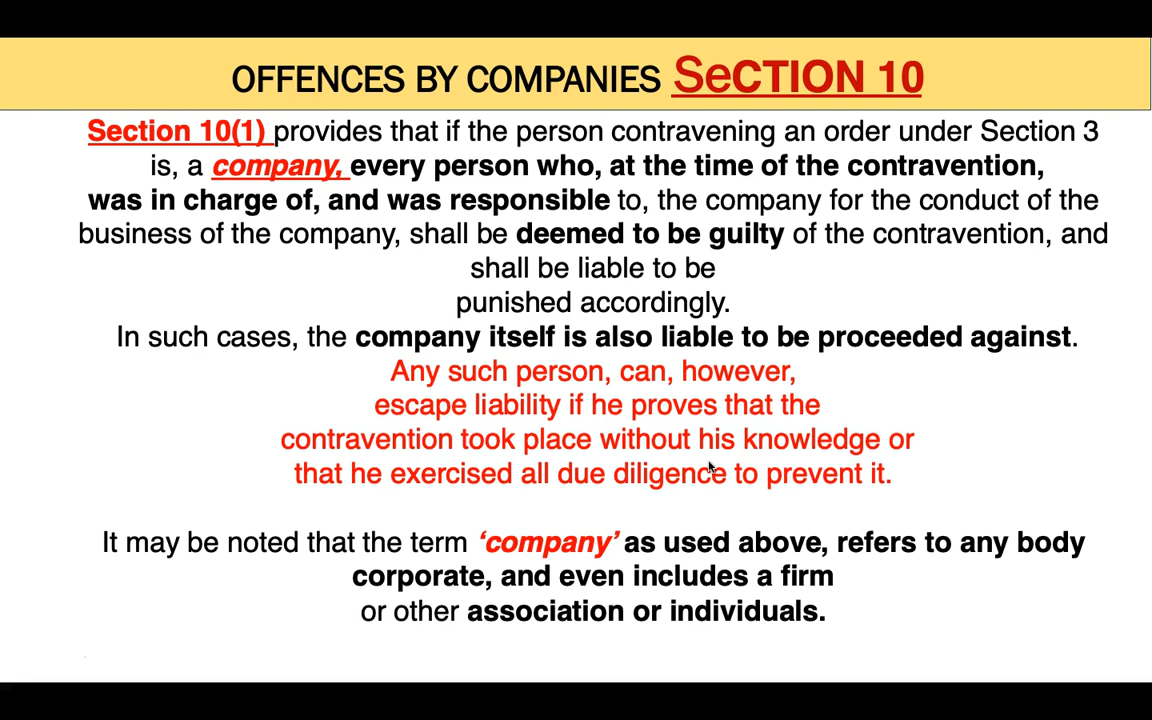 OFFENCES BY COMPANIES SeCTION 10
Section 10(1) provides that if the person contravening an order under Section 3
is, a company, every person who, at the time of the contravention,
was in charge of, and was responsible to, the company for the conduct of the
business of the company, shall be deemed to be guilty of the contravention, and
shall be liable to be
punished accordingly.
In such cases, the company itself is also liable to be proceeded against.
Any such person, can, however,
escape liability if he proves that the
contravention took place without his knowledge or
that he exercised all due diligence to prevent it.
It may be noted that the term ‘company’ as used above, refers to any body
corporate, and even includes a firm
or other association or individuals.